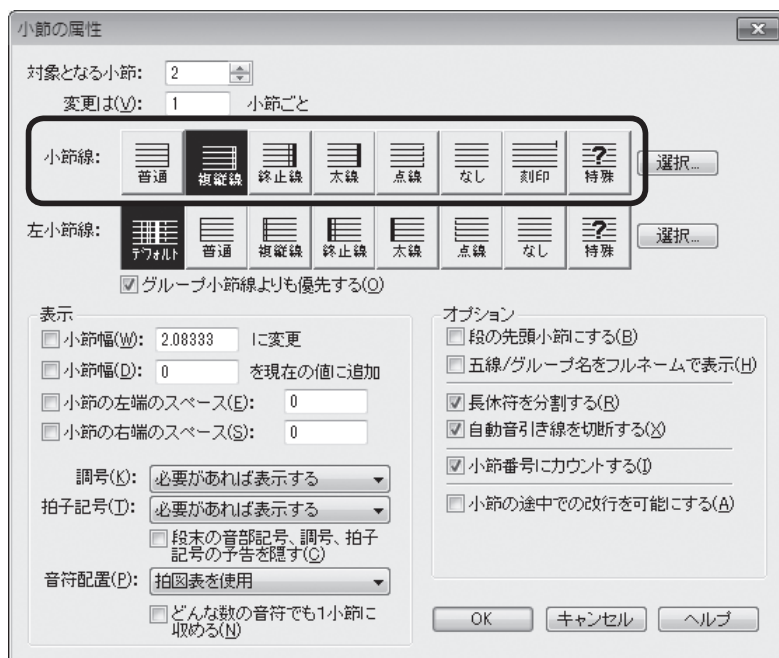 小節の属性
対象となる小節: 2
変更は(V): 1 小節ごと
小節線: 普通 複縦線 終止線 太線 点線 なし 刻印 特殊 選択...
左小節線: デフォルト 普通 複縦線 終止線 太線 点線 なし 特殊 選択...
グループ小節線よりも優先する(O)
表示
小節幅(W): 2.08333 に変更
小節幅(D): 0 を現在の値に追加
小節の左端のスペース(E): 0
小節の右端のスペース(S): 0
調号(K): 必要があれば表示する
拍子記号(T): 必要があれば表示する
段末の音部記号、調号、拍子
記号の予告を隠す(C)
音符配置(P): 拍図表を使用
どんな数の音符でも1小節に
収める(N)
オプション
段の先頭小節にする(B)
五線/グループ名をフルネームで表示(H)
長休符を分割する(R)
自動音引き線を切断する(X)
小節番号にカウントする(I)
小節の途中での改行を可能にする(A)
OK キャンセル ヘルプ